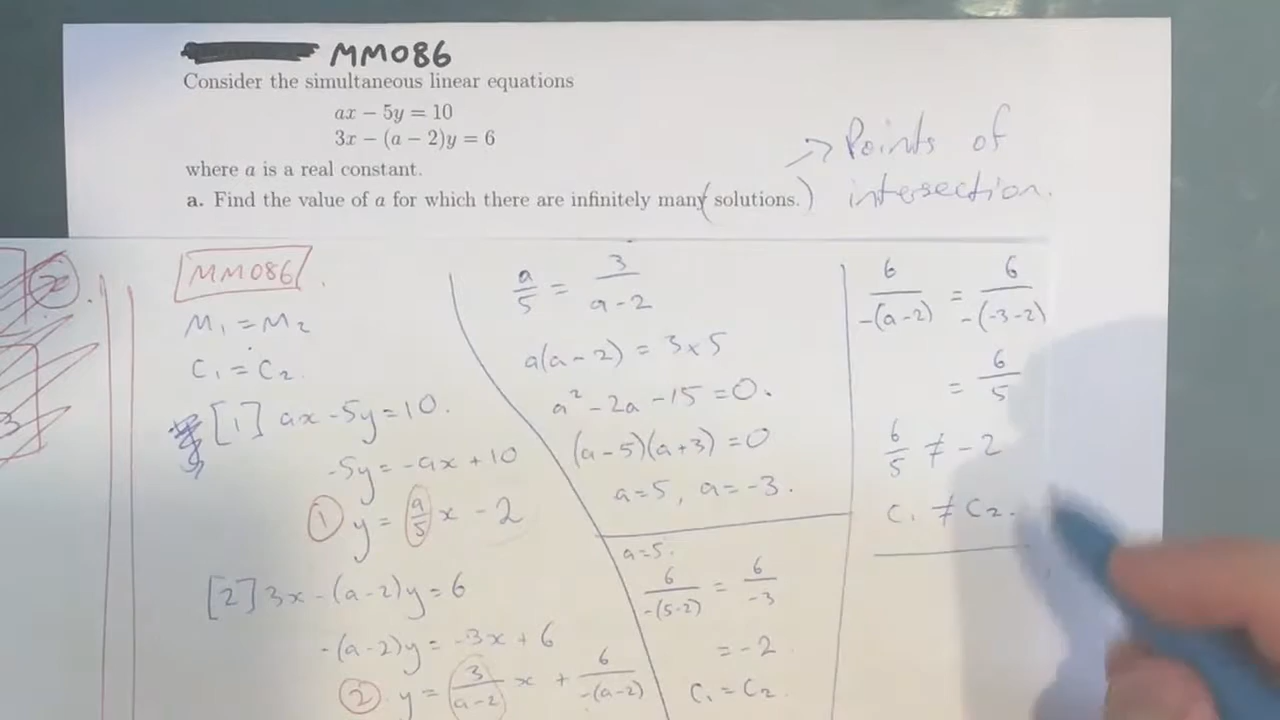 MM086
Consider the simultaneous linear equations
ax − 5y = 10
3x − (a − 2)y = 6
where a is a real constant.
a. Find the value of a for which there are infinitely many (solutions.)
→ Points of
intersection.
MM086
M₁ = M₂
C₁ = C₂
[1] ax - 5y = 10.
-5y = -ax + 10
① y = a/5 x - 2
[2] 3x - (a-2)y = 6
-(a-2)y = -3x + 6
② y = 3/(a-2) x + 6/-(a-2)
a/5 = 3/(a-2)
a(a-2) = 3×5
a² - 2a - 15 = 0.
(a-5)(a+3) = 0
a=5, a=-3.
a=5.
6/-(5-2) = 6/-3
= -2
C₁ = C₂.
6/-(a-2) = 6/-(-3-2)
= 6/5
6/5 ≠ -2
C₁ ≠ C₂.